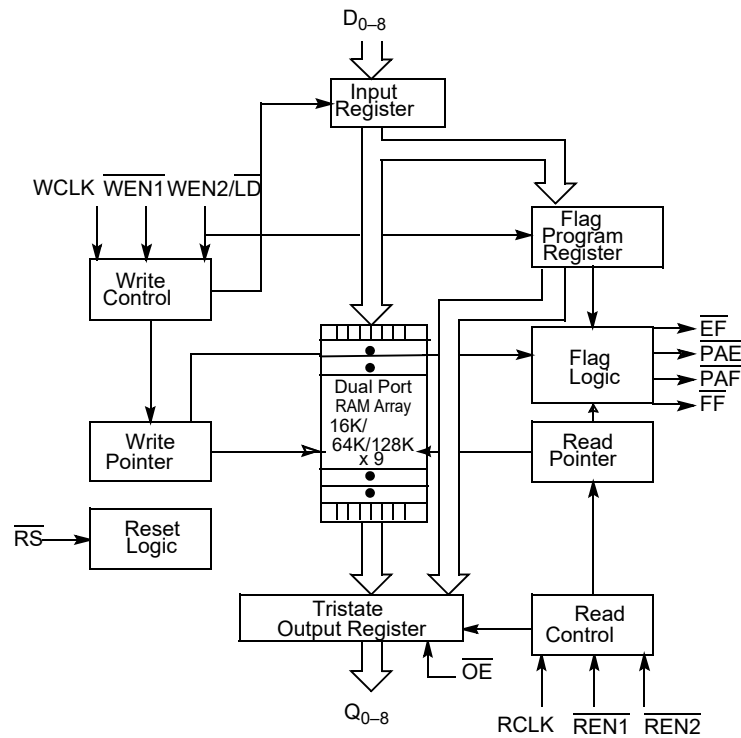 D0–8
Input
Register
WCLK WEN1 WEN2/LD
Flag
Program
Register
Write
Control
EF
PAE
PAF
FF
Flag
Logic
Dual Port
RAM Array
16K/
64K/128K
x 9
Write
Pointer
Read
Pointer
RS
Reset
Logic
Tristate
Output Register
Read
Control
OE
Q0–8
RCLK REN1 REN2